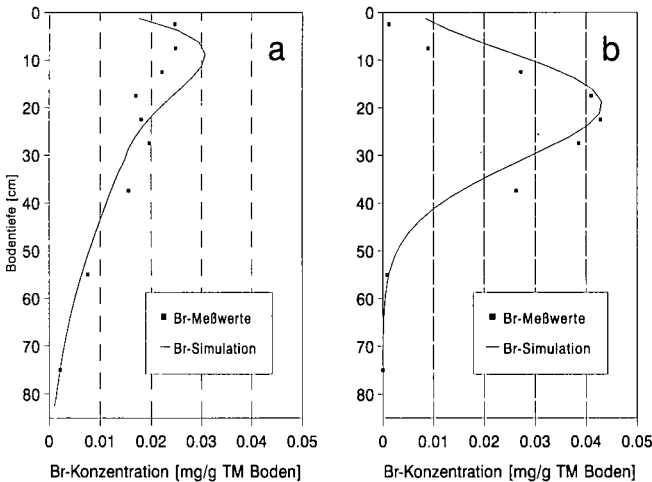 a
0
10
20
30
40
50
60
70
80
Bodentiefe [cm]
Br-Meßwerte
Br-Simulation
0 0.01 0.02 0.03 0.04 0.05
Br-Konzentration [mg/g TM Boden]
b
0
10
20
30
40
50
60
70
80
Br-Meßwerte
Br-Simulation
0 0.01 0.02 0.03 0.04 0.05
Br-Konzentration [mg/g TM Boden]